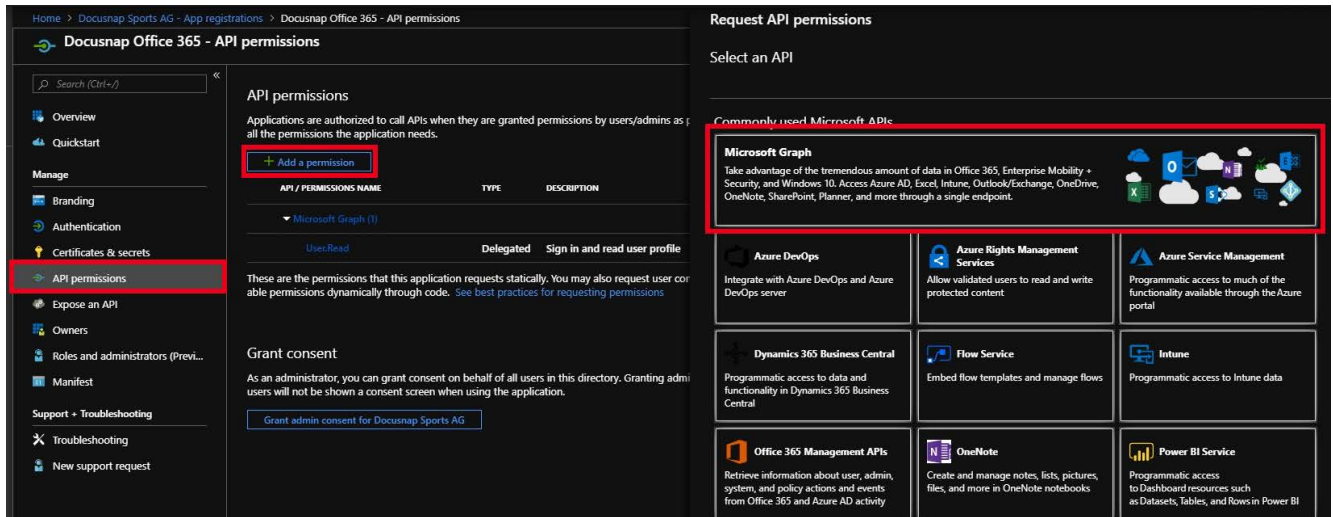 Home > Docusnap Sports AG - App registrations > Docusnap Office 365 - API permissions
Docusnap Office 365 - API permissions
Search (Ctrl+/)
«
Overview
Quickstart
Manage
Branding
Authentication
Certificates & secrets
API permissions
Expose an API
Owners
Roles and administrators (Previ...
Manifest
Support + Troubleshooting
Troubleshooting
New support request
API permissions
Applications are authorized to call APIs when they are granted permissions by users/admins as
all the permissions the application needs.
+ Add a permission
API / PERMISSIONS NAME TYPE DESCRIPTION
Microsoft Graph (1)
User.Read Delegated Sign in and read user profile
These are the permissions that this application requests statically. You may also request user
able permissions dynamically through code. See best practices for requesting permissions
Grant consent
As an administrator, you can grant consent on behalf of all users in this directory. Granting
users will not be shown a consent screen when using the application.
Grant admin consent for Docusnap Sports AG
Request API permissions
Select an API
Commonly used Microsoft APIs
Microsoft Graph
Take advantage of the tremendous amount of data in Office 365, Enterprise Mobility +
Security, and Windows 10. Access Azure AD, Excel, Intune, Outlook/Exchange, OneDrive,
OneNote, SharePoint, Planner, and more through a single endpoint.
Azure DevOps
Integrate with Azure DevOps and Azure
DevOps server
Azure Rights Management
Services
Allow validated users to read and write
protected content
Azure Service Management
Programmatic access to much of the
functionality available through the Azure
portal
Dynamics 365 Business Central
Programmatic access to data and
functionality in Dynamics 365 Business
Central
Flow Service
Embed flow templates and manage flows
Intune
Programmatic access to Intune data
Office 365 Management APIs
Retrieve information about user, admin,
system, and policy actions and events
from Office 365 and Azure AD activity
OneNote
Create and manage notes, lists, pictures,
files, and more in OneNote notebooks
Power BI Service
Programmatic access
to Dashboard resources such
as Datasets, Tables, and Rows in Power BI